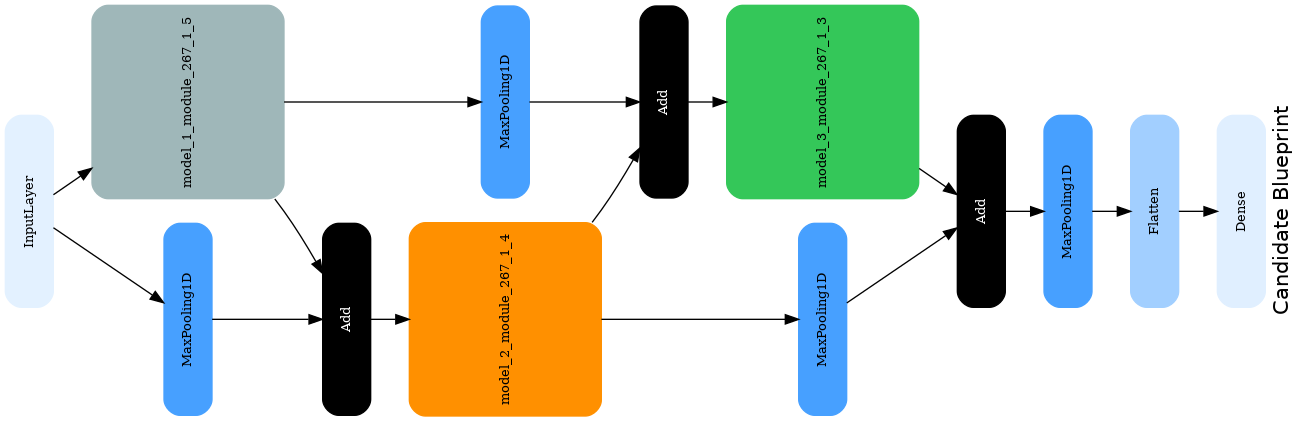 InputLayer
model_1_module_267_1_5
MaxPooling1D
MaxPooling1D
Add
model_2_module_267_1_4
Add
model_3_module_267_1_3
MaxPooling1D
Add
MaxPooling1D
Flatten
Dense
Candidate Blueprint